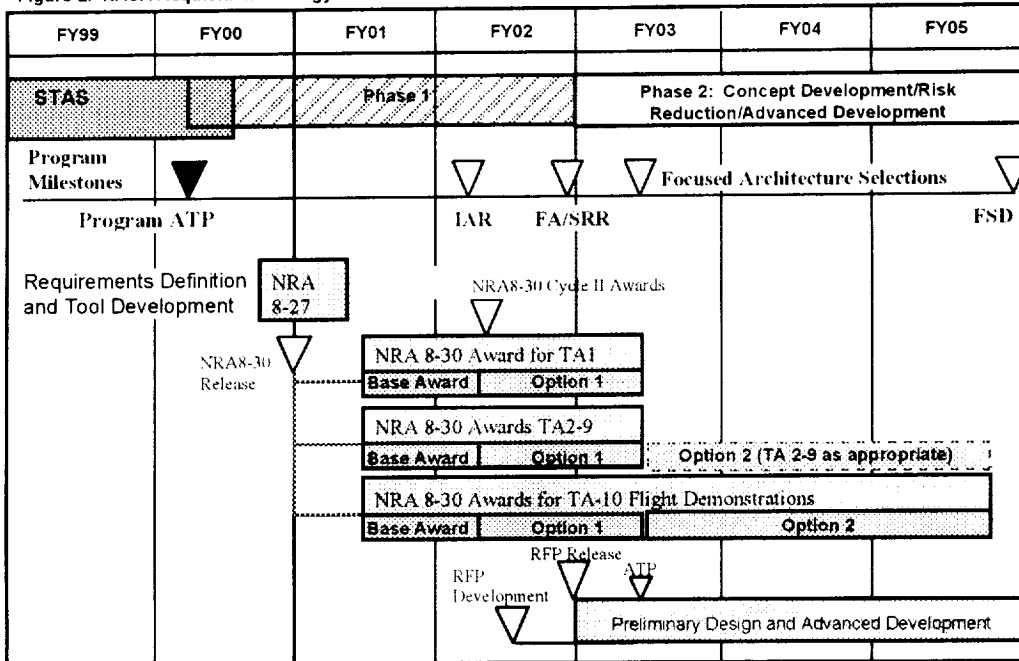 FY99 FY00 FY01 FY02 FY03 FY04 FY05
STAS
Phase 1
Phase 2: Concept Development/Risk
Reduction/Advanced Development
Program
Milestones
Focused Architecture Selections
Program ATP
IAR
FA/SRR
FSD
Requirements Definition
and Tool Development
NRA
8-27
NRA8-30 Cycle II Awards
NRA8-30
Release
NRA 8-30 Award for TA1
Base Award Option 1
NRA 8-30 Awards TA2-9
Base Award Option 1
Option 2 (TA 2-9 as appropriate)
NRA 8-30 Awards for TA-10 Flight Demonstrations
Base Award Option 1 Option 2
RFP Release
ATP
RFP
Development
Preliminary Design and Advanced Development